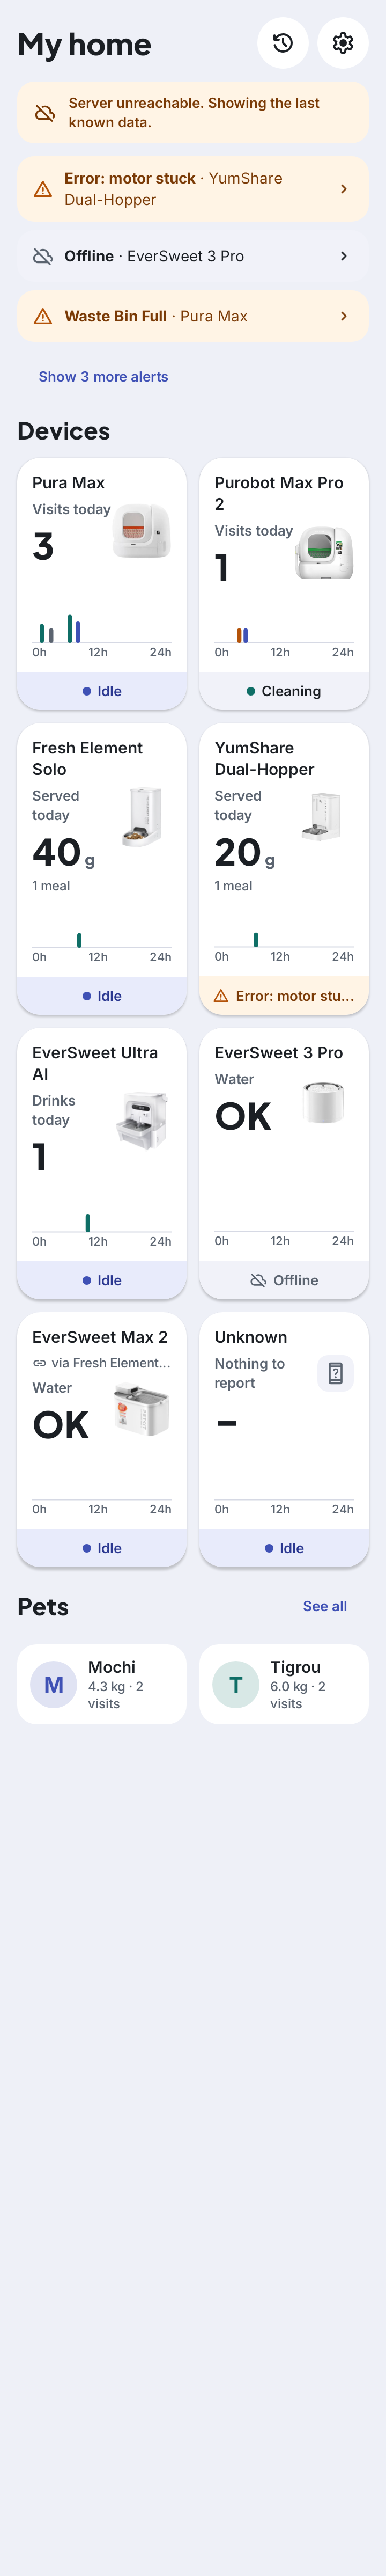 My home
Server unreachable. Showing the last
known data.
Error: motor stuck · YumShare
Dual-Hopper
Offline · EverSweet 3 Pro
Waste Bin Full · Pura Max
Show 3 more alerts
Devices
Pura Max
Visits today
3
0h 12h 24h
Idle
Purobot Max Pro
2
Visits today
1
0h 12h 24h
Cleaning
Fresh Element
Solo
Served
today
40 g
1 meal
0h 12h 24h
Idle
YumShare
Dual-Hopper
Served
today
20 g
1 meal
0h 12h 24h
Error: motor stu...
EverSweet Ultra
AI
Drinks
today
1
0h 12h 24h
Idle
EverSweet 3 Pro
Water
OK
0h 12h 24h
Offline
EverSweet Max 2
via Fresh Element...
Water
OK
0h 12h 24h
Idle
Unknown
Nothing to
report
–
0h 12h 24h
Idle
Pets
See all
M
Mochi
4.3 kg · 2
visits
T
Tigrou
6.0 kg · 2
visits